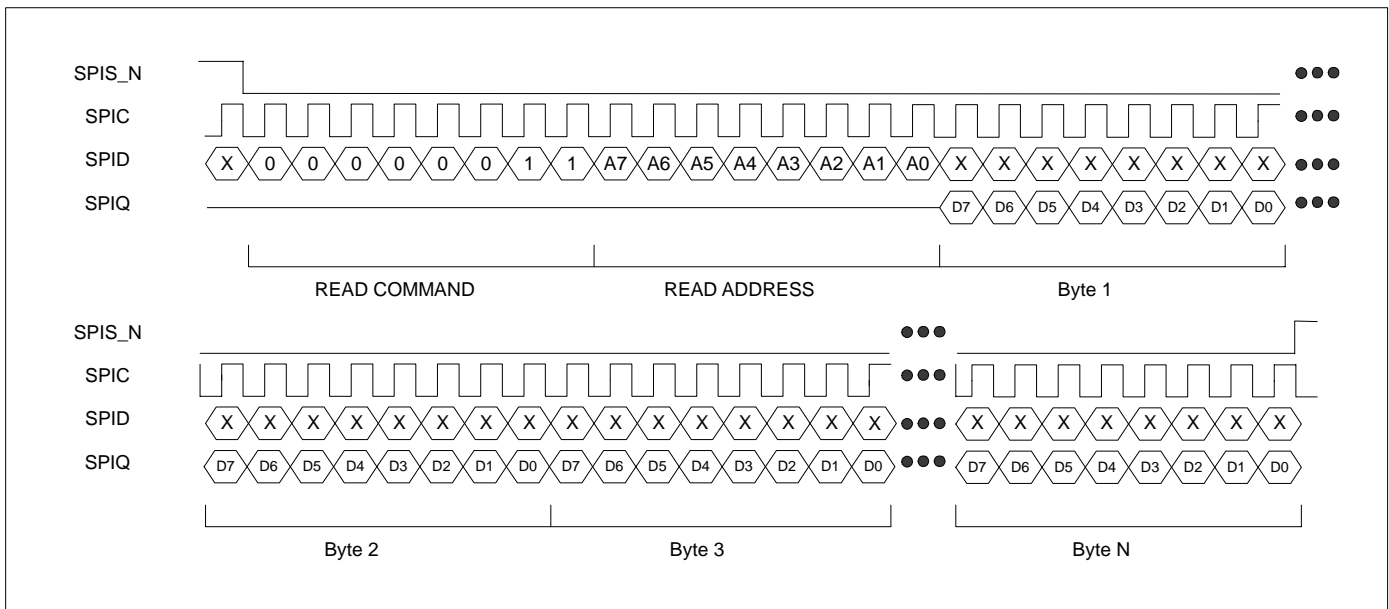 SPIS_N
SPIC
SPID X 0 0 0 0 0 0 1 1 A7 A6 A5 A4 A3 A2 A1 A0 X X X X X X X X
SPIQ D7 D6 D5 D4 D3 D2 D1 D0
READ COMMAND READ ADDRESS Byte 1
SPIS_N
SPIC
SPID X X X X X X X X X X X X X X X X X X X X X X X X
SPIQ D7 D6 D5 D4 D3 D2 D1 D0 D7 D6 D5 D4 D3 D2 D1 D0 D7 D6 D5 D4 D3 D2 D1 D0
Byte 2 Byte 3 Byte N